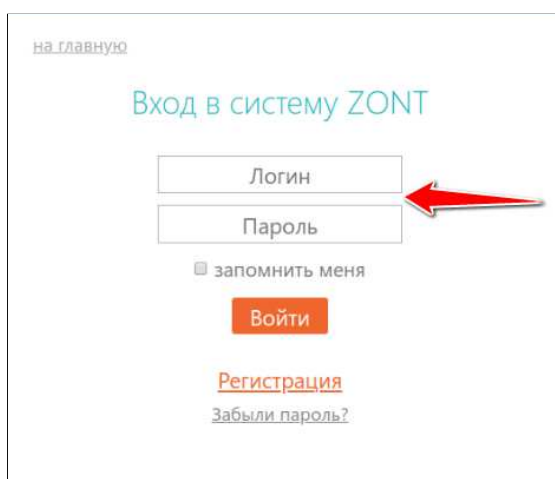 на главную
Вход в систему ZONT
Логин
Пароль
запомнить меня
Войти
Регистрация
Забыли пароль?